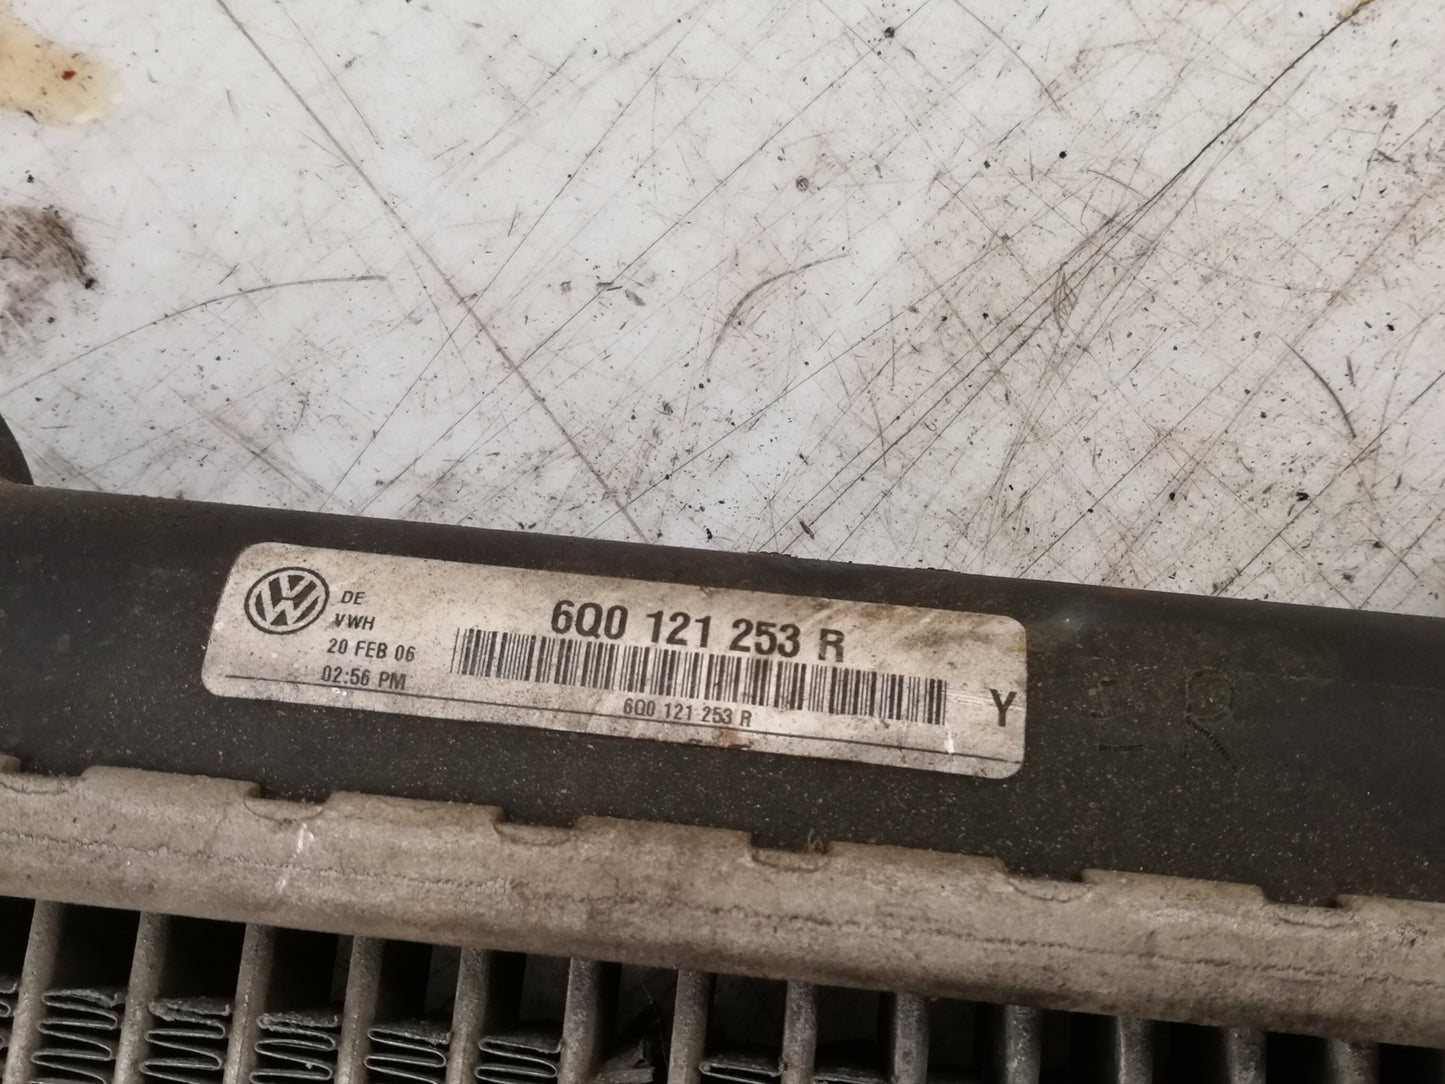 DE
VWH
20 FEB 06
02:56 PM
6Q0 121 253 R
6Q0 121 253 R
Y